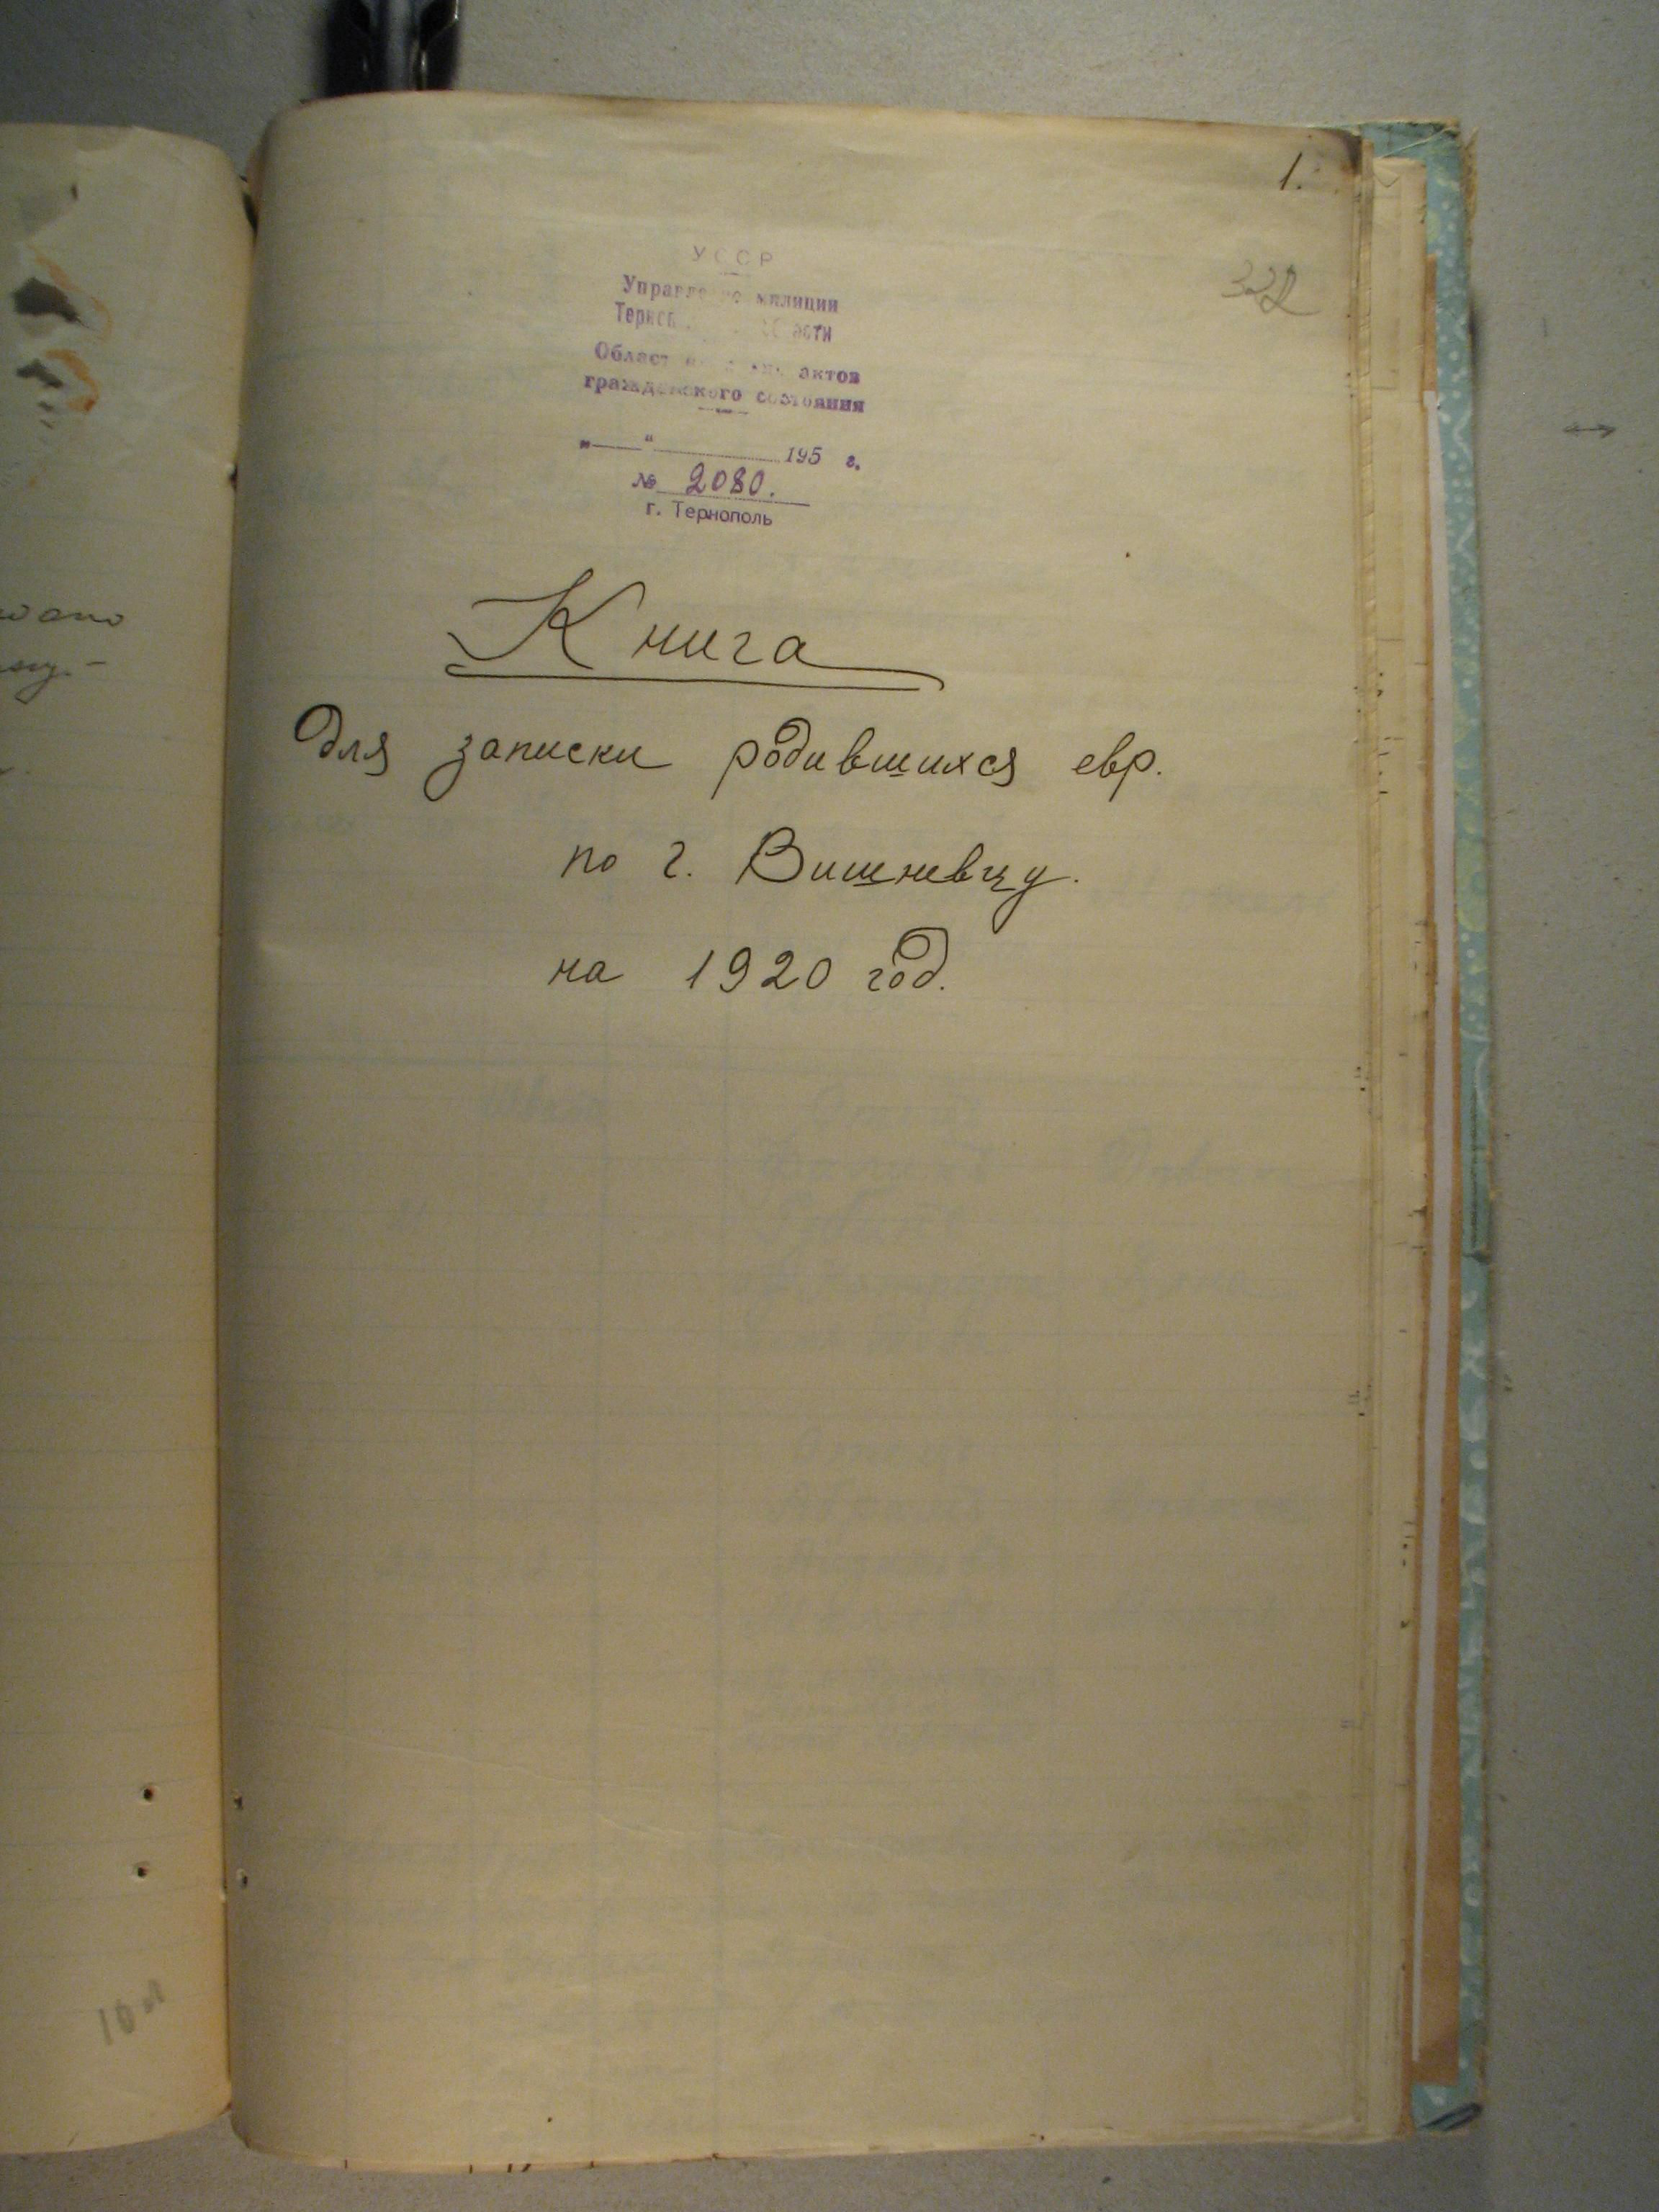 1.
322
УССР
Управление милиции
области
актов
гражданского состояния
„ “ 195 г.
№ 2080.
г. Тернополь
Книга
для записки родившихся евр.
по г. Вишневцу.
на 1920 год.